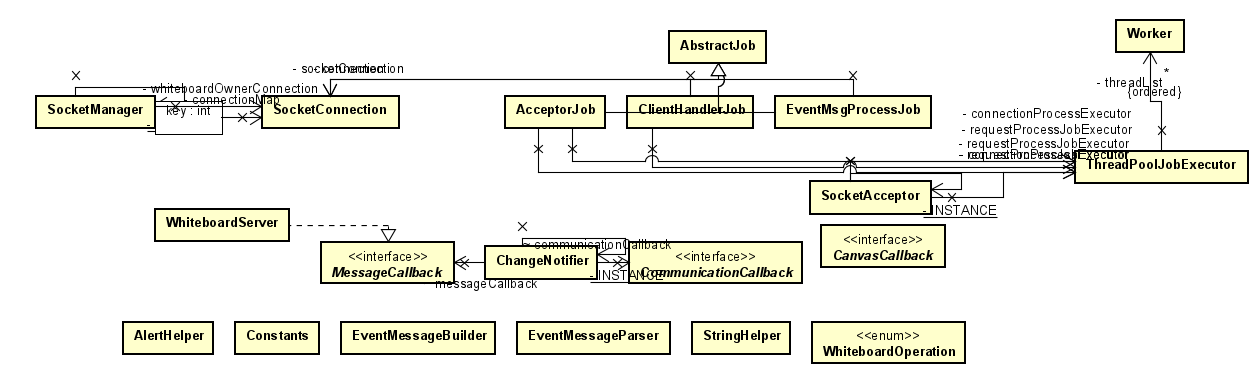 Worker
AbstractJob
- socketConnection
- connection
- threadList
*
{ordered}
- whiteboardOwnerConnection
- connectionMap
key : int
SocketManager
SocketConnection
AcceptorJob
ClientHandlerJob
EventMsgProcessJob
- connectionProcessExecutor
- requestProcessJobExecutor
- requestProcessJobExecutor
- requestProcessJobExecutor
ThreadPoolJobExecutor
SocketAcceptor
- INSTANCE
WhiteboardServer
<<interface>>
MessageCallback
~ communicationCallback
ChangeNotifier
- INSTANCE
messageCallback
<<interface>>
CommunicationCallback
<<interface>>
CanvasCallback
AlertHelper
Constants
EventMessageBuilder
EventMessageParser
StringHelper
<<enum>>
WhiteboardOperation